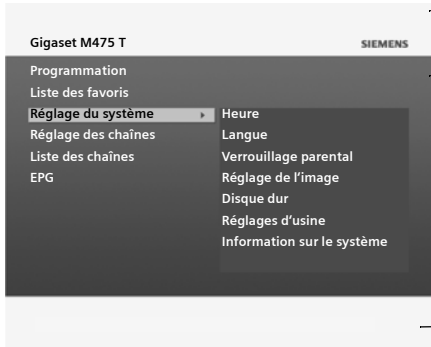 Gigaset M475 T
SIEMENS
Programmation
Liste des favoris
Réglage du système
Réglage des chaînes
Liste des chaînes
EPG
Heure
Langue
Verrouillage parental
Réglage de l’image
Disque dur
Réglages d’usine
Information sur le système